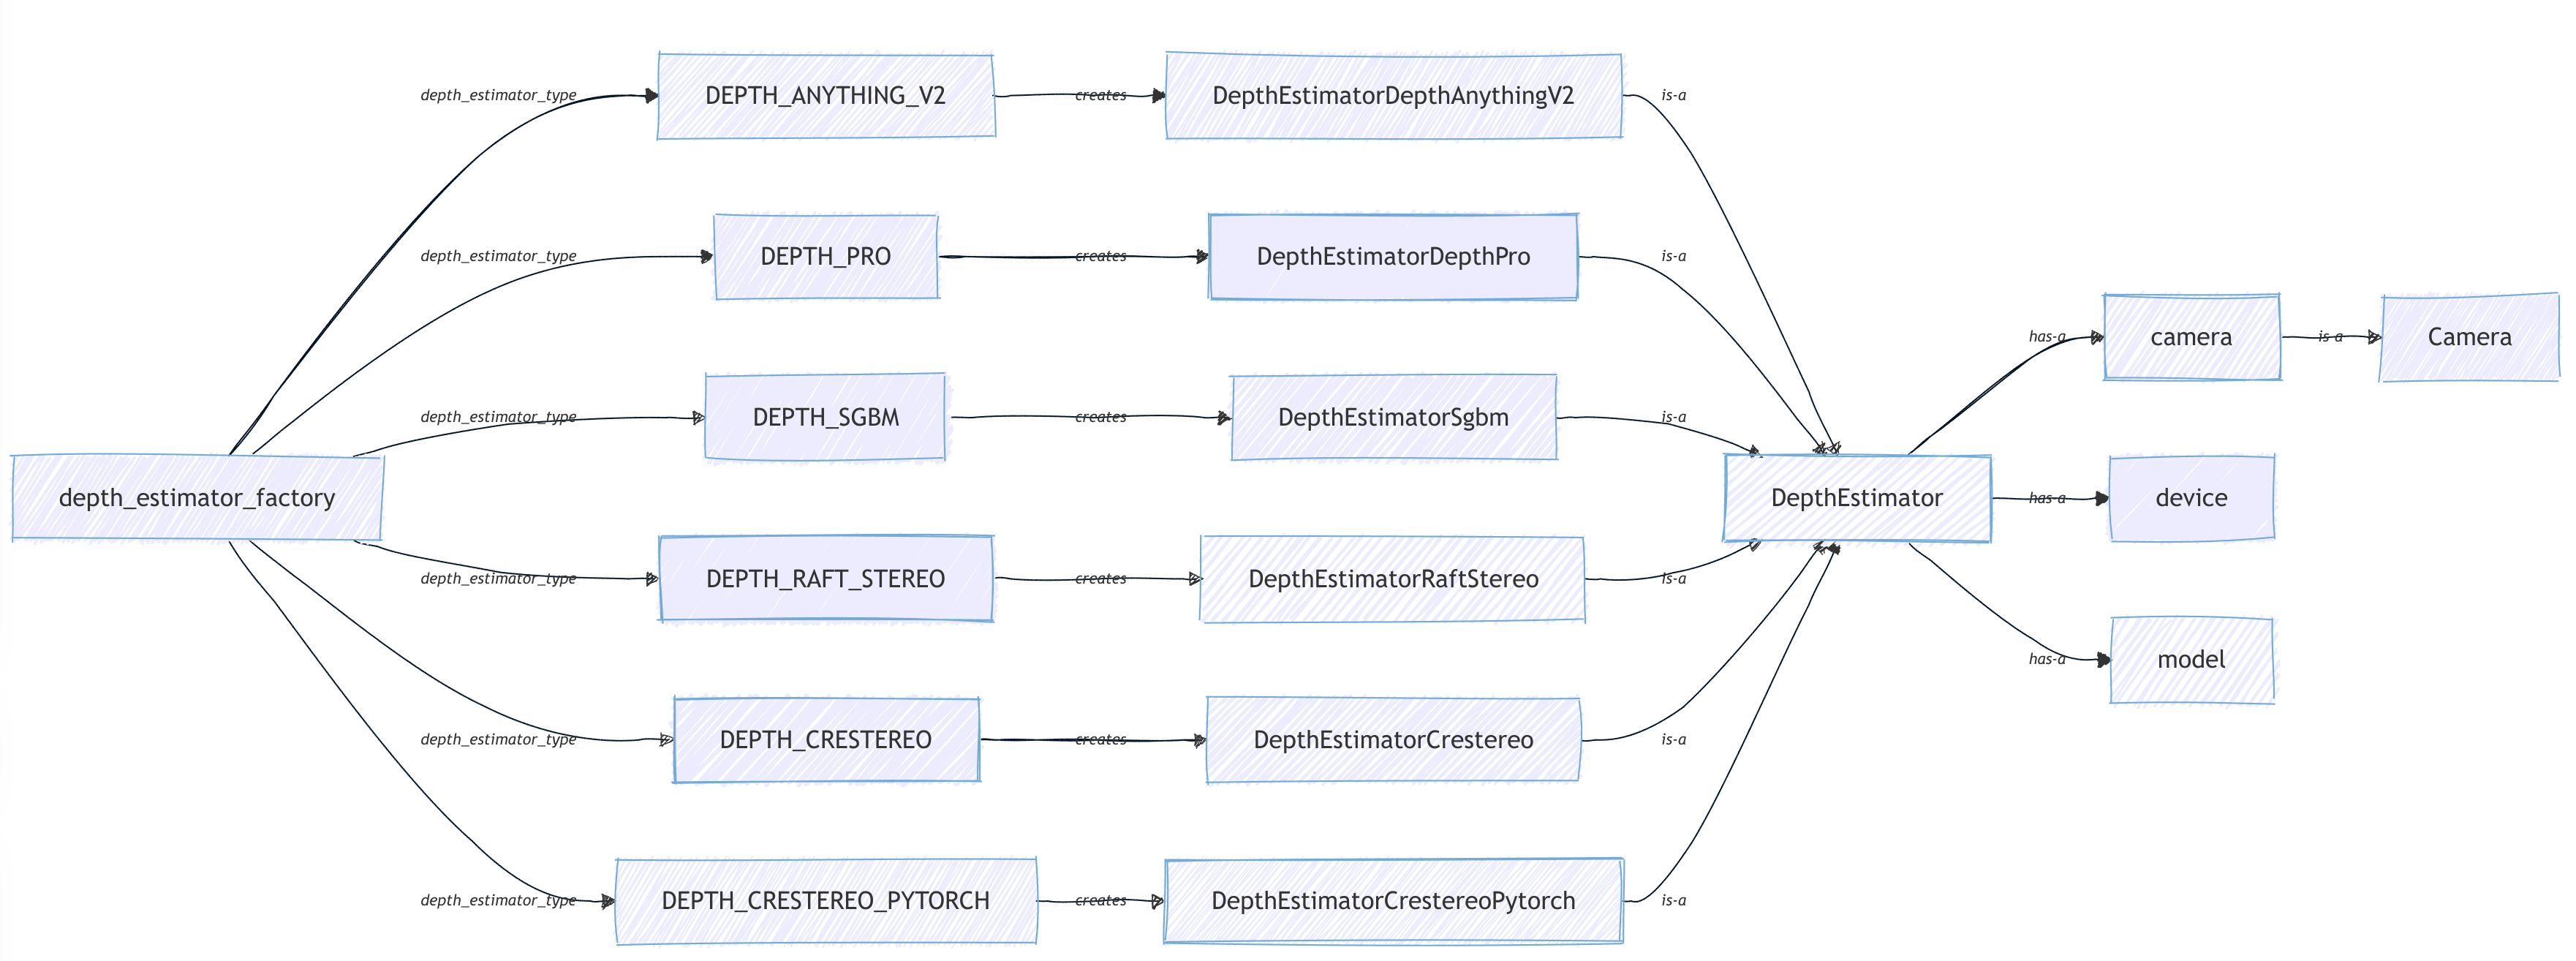 depth_estimator_type
DEPTH_ANYTHING_V2
creates
DepthEstimatorDepthAnythingV2
is-a
depth_estimator_type
DEPTH_PRO
creates
DepthEstimatorDepthPro
is-a
has-a
camera
is-a
Camera
depth_estimator_type
DEPTH_SGBM
creates
DepthEstimatorSgbm
is-a
depth_estimator_factory
DepthEstimator
has-a
device
depth_estimator_type
DEPTH_RAFT_STEREO
creates
DepthEstimatorRaftStereo
is-a
has-a
model
depth_estimator_type
DEPTH_CRESTEREO
creates
DepthEstimatorCrestereo
is-a
depth_estimator_type
DEPTH_CRESTEREO_PYTORCH
creates
DepthEstimatorCrestereoPytorch
is-a